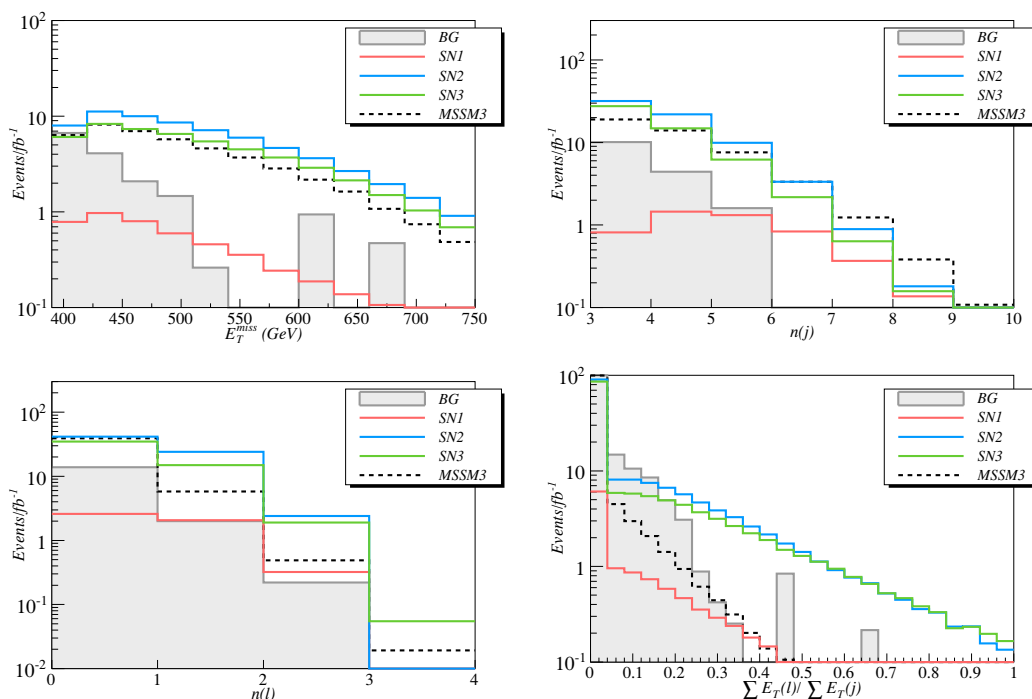 10²
10
1
10⁻¹
Events/fb⁻¹
400 450 500 550 600 650 700 750
E_T^miss (GeV)
BG
SN1
SN2
SN3
MSSM3
10²
10
1
10⁻¹
Events/fb⁻¹
3 4 5 6 7 8 9 10
n(j)
BG
SN1
SN2
SN3
MSSM3
10²
10
1
10⁻¹
10⁻²
Events/fb⁻¹
0 1 2 3 4
n(l)
BG
SN1
SN2
SN3
MSSM3
10²
10
1
10⁻¹
Events/fb⁻¹
0 0.1 0.2 0.3 0.4 0.5 0.6 0.7 0.8 0.9 1
∑ E_T(l)/ ∑ E_T(j)
BG
SN1
SN2
SN3
MSSM3